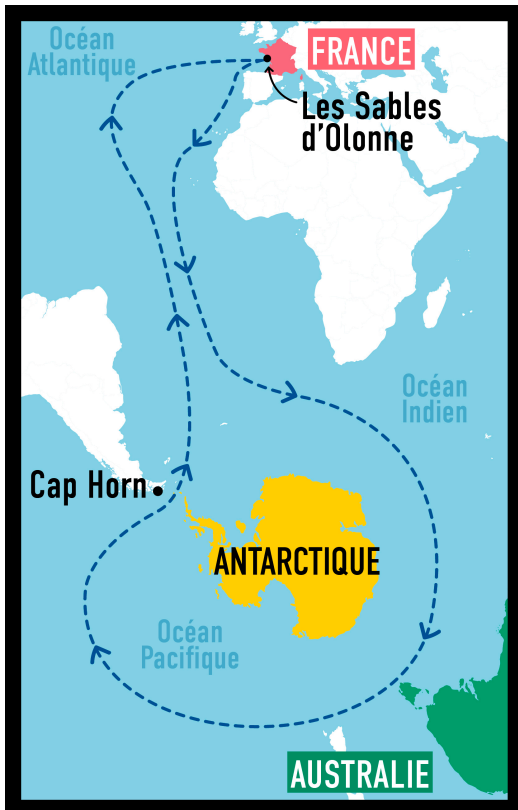 Océan
Atlantique
FRANCE
Les Sables
d'Olonne
Océan
Indien
Cap Horn
ANTARCTIQUE
Océan
Pacifique
AUSTRALIE